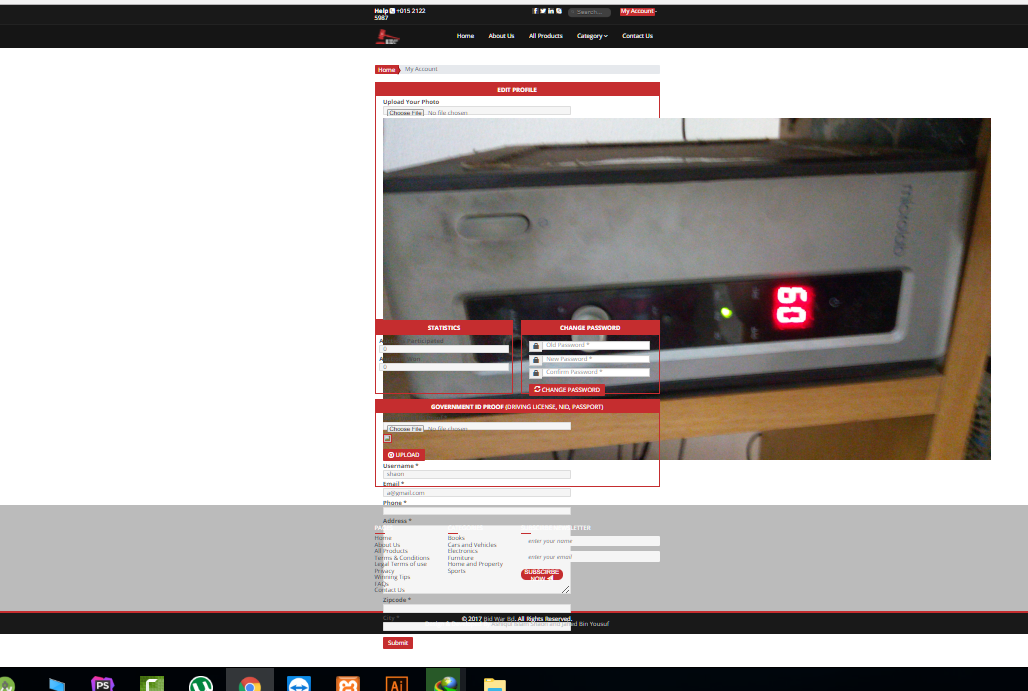 Help +015 2122
5987
Search...
My Account
Home
About Us
All Products
Category
Contact Us
Home
My Account
EDIT PROFILE
Upload Your Photo
Choose File No file chosen
microlab
60
STATISTICS
CHANGE PASSWORD
Participated
0
0
Old Password *
New Password *
Confirm Password *
CHANGE PASSWORD
GOVERNMENT ID PROOF (DRIVING LICENSE, NID, PASSPORT)
Choose File No file chosen
UPLOAD
Username *
shaon
Email *
a@gmail.com
Phone *
Address *
Home
About Us
All Products
Terms & Conditions
Legal Terms of use
Privacy
Winning Tips
FAQs
Contact Us
Books
Cars and Vehicles
Electronics
Furniture
Home and Property
Sports
enter your name
enter your email
SUBSCRIBE
NOW
Zipcode *
City *
© 2017 Bid War Bd. All Rights Reserved.
Bin Yousuf
Submit
PS
Ai